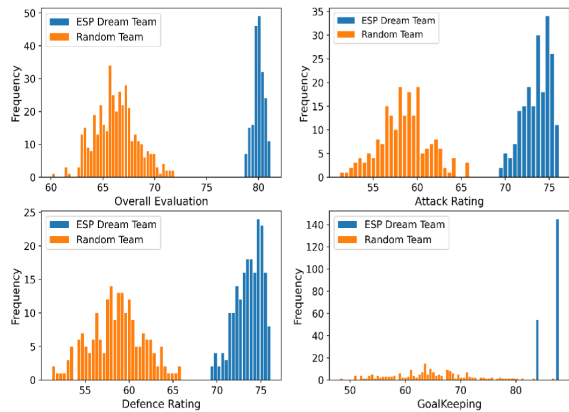 50
40
30
20
10
0
Frequency
ESP Dream Team
Random Team
60
65
70
75
80
Overall Evaluation
35
30
25
20
15
10
5
0
Frequency
ESP Dream Team
Random Team
55
60
65
70
75
Attack Rating
25
20
15
10
5
0
Frequency
ESP Dream Team
Random Team
55
60
65
70
75
Defence Rating
140
120
100
80
60
40
20
0
Frequency
ESP Dream Team
Random Team
50
60
70
80
GoalKeeping